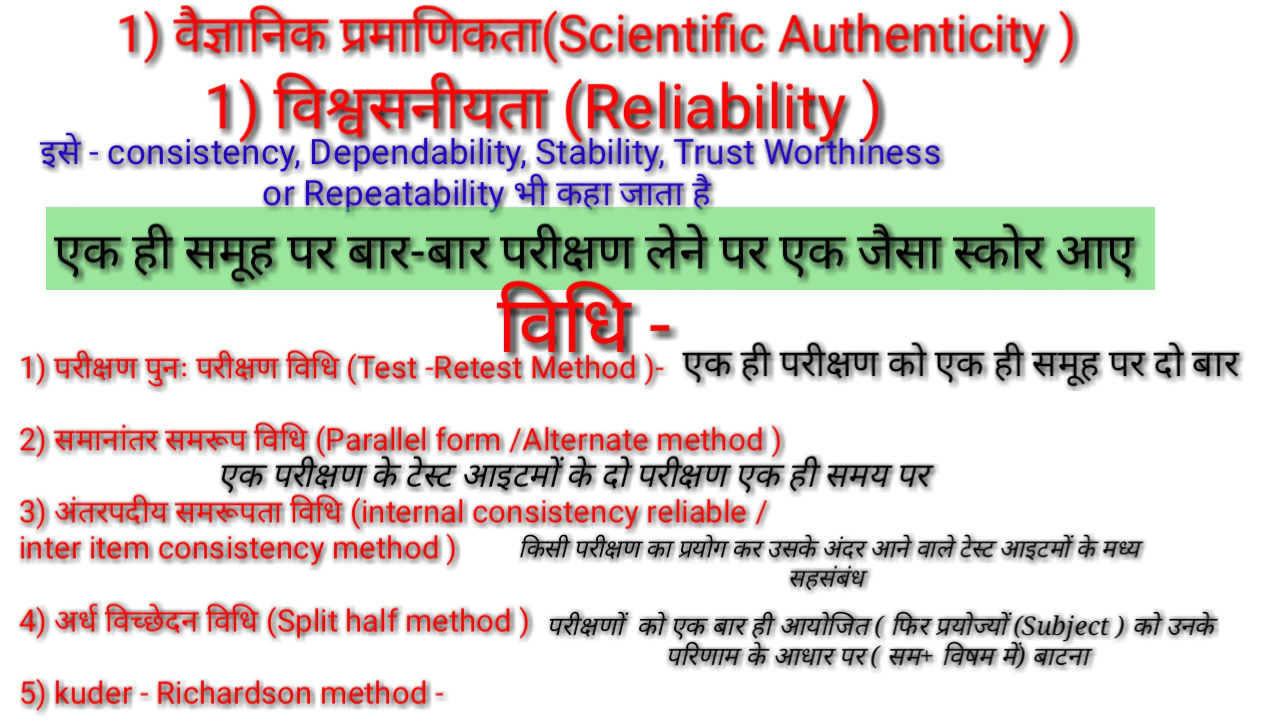 1) वैज्ञानिक प्रमाणिकता(Scientific Authenticity )
1) विश्वसनीयता (Reliability )
इसे - consistency, Dependability, Stability, Trust Worthiness
or Repeatability भी कहा जाता है
एक ही समूह पर बार-बार परीक्षण लेने पर एक जैसा स्कोर आए
विधि -
1) परीक्षण पुनः परीक्षण विधि (Test -Retest Method )- एक ही परीक्षण को एक ही समूह पर दो बार
2) समानांतर समरूप विधि (Parallel form /Alternate method )
एक परीक्षण के टेस्ट आइटमों के दो परीक्षण एक ही समय पर
3) अंतरपदीय समरूपता विधि (internal consistency reliable /
inter item consistency method ) किसी परीक्षण का प्रयोग कर उसके अंदर आने वाले टेस्ट आइटमों के मध्य
सहसंबंध
4) अर्ध विच्छेदन विधि (Split half method ) परीक्षणों को एक बार ही आयोजित ( फिर प्रयोज्यों (Subject ) को उनके
परिणाम के आधार पर ( सम+ विषम में) बाटना
5) kuder - Richardson method -